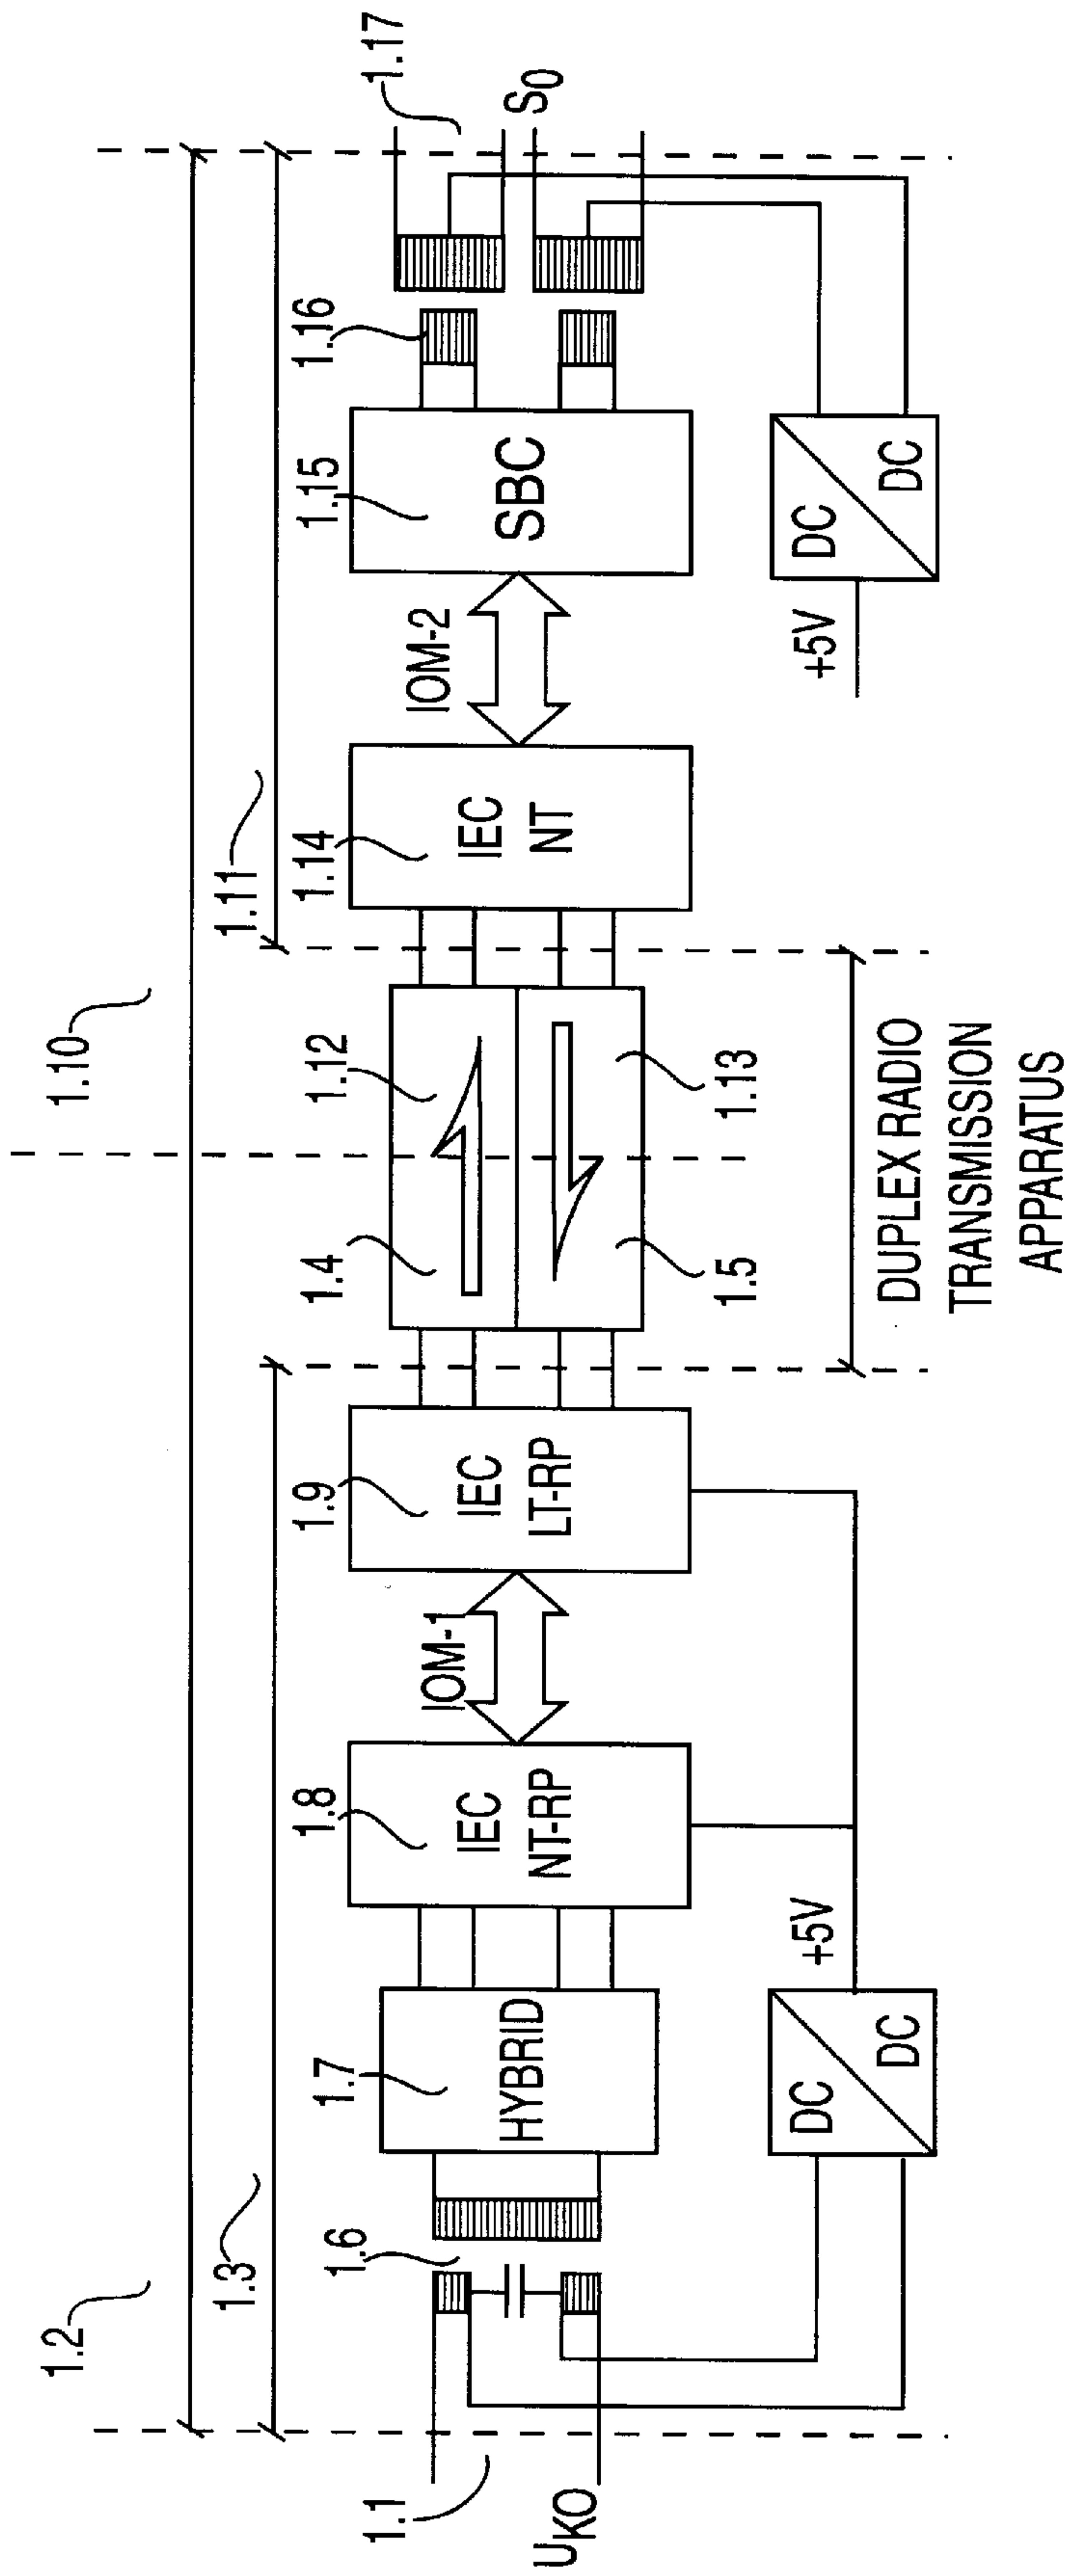 1.2
1.10
1.3
1.11
1.1
1.6
1.7
1.8
IOM-1
1.9
1.4
1.12
1.14
IOM-2
1.15
1.16
1.17
HYBRID
IEC
NT-RP
IEC
LT-RP
IEC
NT
SBC
S0
UKO
1.5
1.13
DC
DC
+5V
DUPLEX RADIO
TRANSMISSION
APPARATUS
+5V
DC
DC